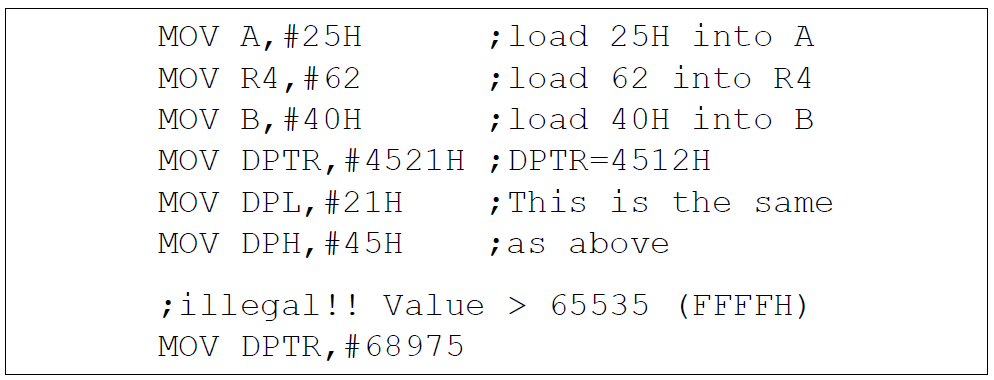 MOV A,#25H ;load 25H into A
MOV R4,#62 ;load 62 into R4
MOV B,#40H ;load 40H into B
MOV DPTR,#4521H ;DPTR=4512H
MOV DPL,#21H ;This is the same
MOV DPH,#45H ;as above
;illegal!! Value > 65535 (FFFFH)
MOV DPTR,#68975